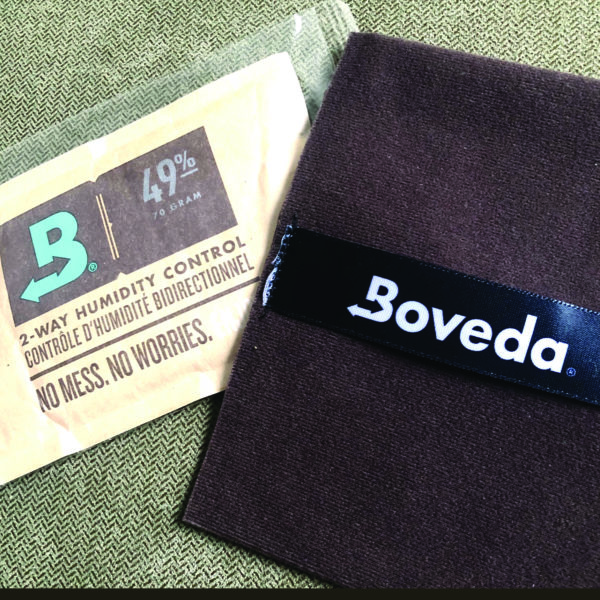 49%
70 GRAM
B®
2-WAY HUMIDITY CONTROL
CONTRÔLE D'HUMIDITÉ BIDIRECTIONNEL
NO MESS. NO WORRIES.
Boveda®